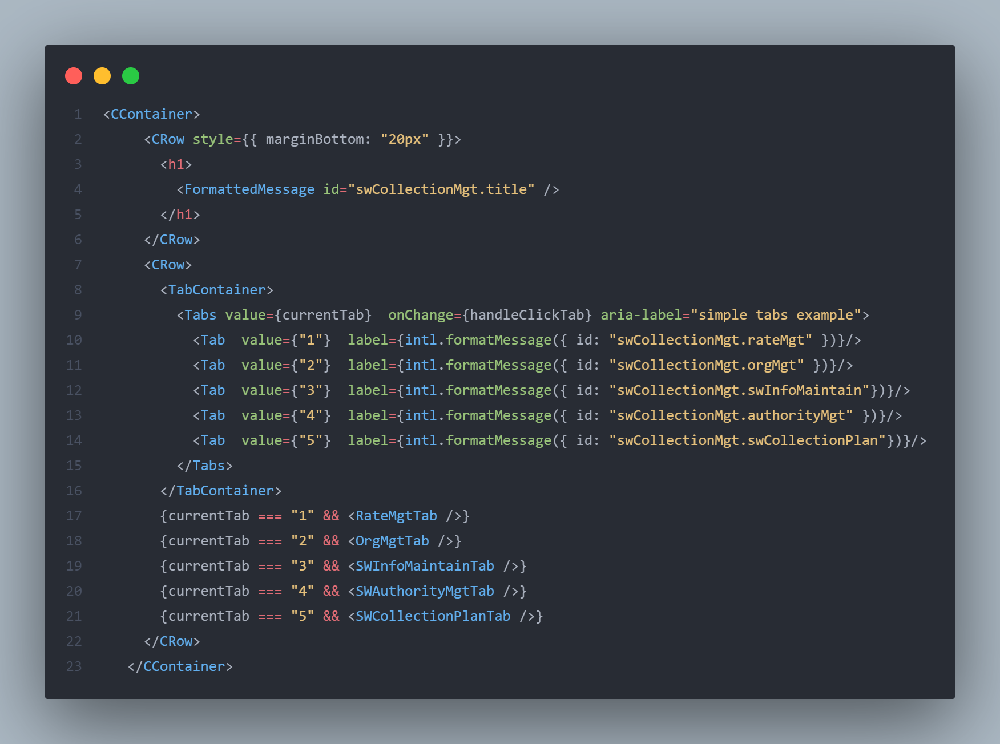 1 <CContainer>
2 <CRow style={{ marginBottom: "20px" }}>
3 <h1>
4 <FormattedMessage id="swCollectionMgt.title" />
5 </h1>
6 </CRow>
7 <CRow>
8 <TabContainer>
9 <Tabs value={currentTab}  onChange={handleClickTab} aria-label="simple tabs example">
10 <Tab  value={"1"}  label={intl.formatMessage({ id: "swCollectionMgt.rateMgt" })}/>
11 <Tab  value={"2"}  label={intl.formatMessage({ id: "swCollectionMgt.orgMgt" })}/>
12 <Tab  value={"3"}  label={intl.formatMessage({ id: "swCollectionMgt.swInfoMaintain"})}/>
13 <Tab  value={"4"}  label={intl.formatMessage({ id: "swCollectionMgt.authorityMgt" })}/>
14 <Tab  value={"5"}  label={intl.formatMessage({ id: "swCollectionMgt.swCollectionPlan"})}/>
15 </Tabs>
16 </TabContainer>
17 {currentTab === "1" && <RateMgtTab />}
18 {currentTab === "2" && <OrgMgtTab />}
19 {currentTab === "3" && <SWInfoMaintainTab />}
20 {currentTab === "4" && <SWAuthorityMgtTab />}
21 {currentTab === "5" && <SWCollectionPlanTab />}
22 </CRow>
23 </CContainer>